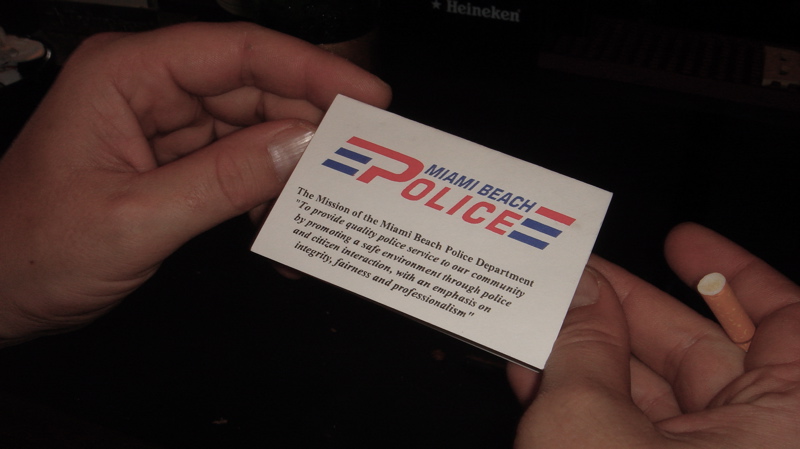 ★ Heineken
MIAMI BEACH
POLICE
The Mission of the Miami Beach Police Department
"To provide quality police service to our community
by promoting a safe environment through police
and citizen interaction, with an emphasis on
integrity, fairness and professionalism"